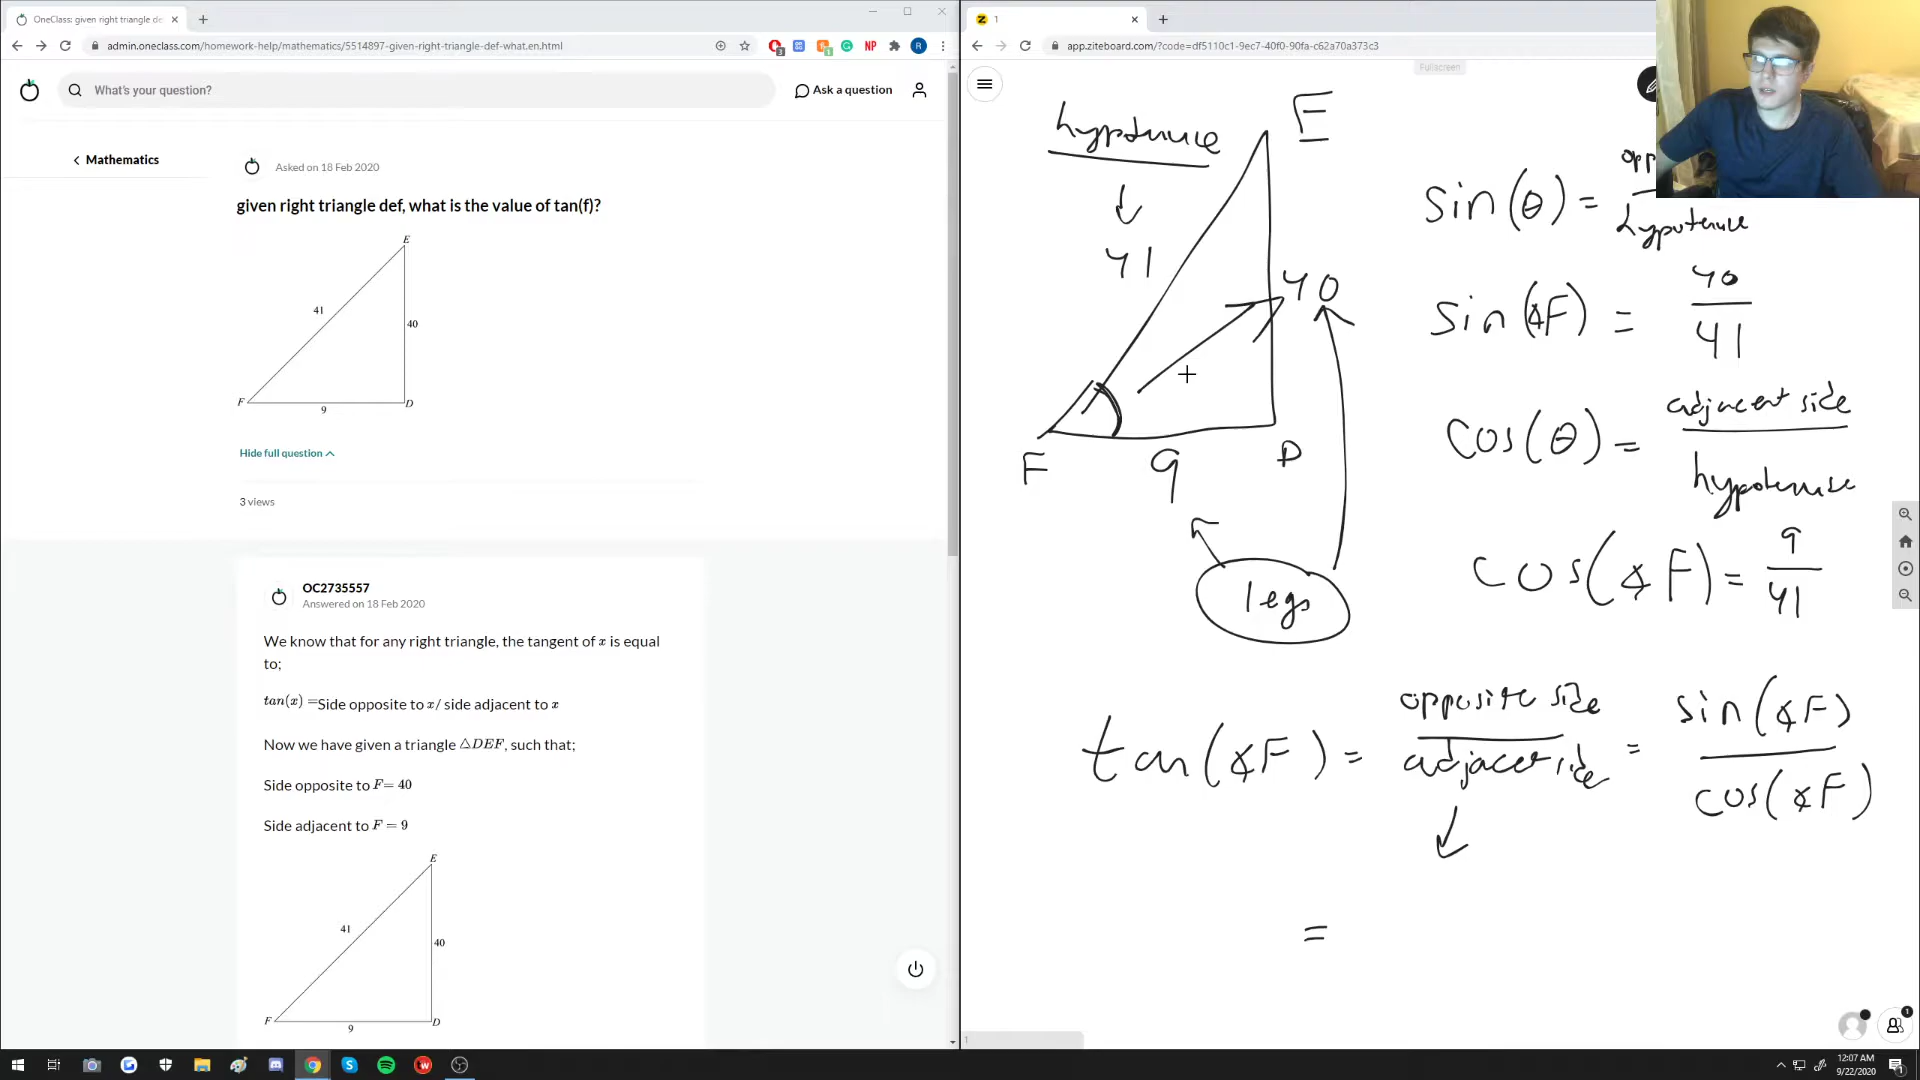 OneClass: given right triangle de
1
admin.oneclass.com/homework-help/mathematics/5514897-given-right-triangle-def-what.en.html
app.ziteboard.com/?code=df5110c1-9ec7-40f0-90fa-c62a70a373c3
Fullscreen
What's your question?
Ask a question
Mathematics
Asked on 18 Feb 2020
given right triangle def, what is the value of tan(f)?
E
41
40
F
9
D
Hide full question
3 views
OC2735557
Answered on 18 Feb 2020
We know that for any right triangle, the tangent of x is equal
to;
tan(x) =Side opposite to x/ side adjacent to x
Now we have given a triangle △DEF, such that;
Side opposite to F= 40
Side adjacent to F = 9
E
41
40
F
9
D
hypotenuse
E
41
40
F
9
D
legs
sin(θ) = opp
hypotenuse
sin(∢F) = 40
41
cos(θ) = adjacent side
hypotenuse
cos(∢F) = 9
41
tan(∢F) = opposite side = sin(∢F)
adjacent side cos(∢F)
=
1
1
12:07 AM
9/22/2020